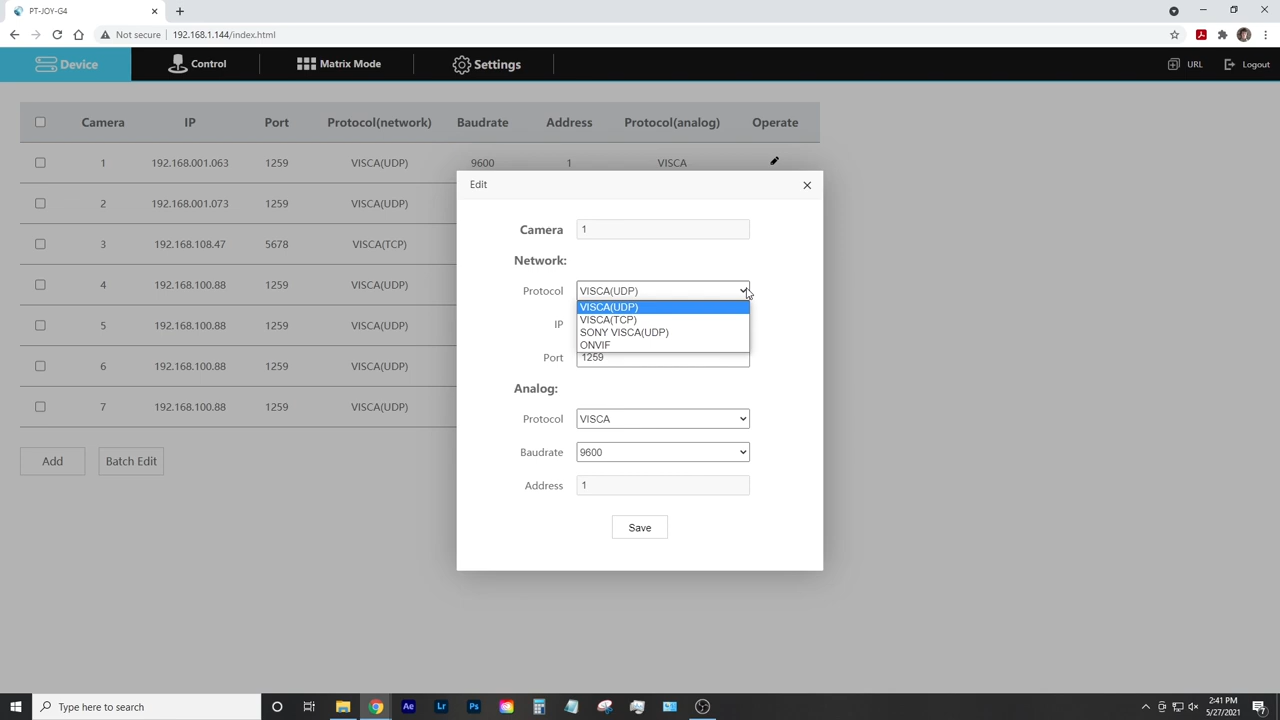 PT-JOY-G4
Not secure 192.168.1.144/index.html
Device Control Matrix Mode Settings URL Logout
Camera IP Port Protocol(network) Baudrate Address Protocol(analog) Operate
1 192.168.001.063 1259 VISCA(UDP) 9600 1 VISCA
2 192.168.001.073 1259 VISCA(UDP)
3 192.168.108.47 5678 VISCA(TCP)
4 192.168.100.88 1259 VISCA(UDP)
5 192.168.100.88 1259 VISCA(UDP)
6 192.168.100.88 1259 VISCA(UDP)
7 192.168.100.88 1259 VISCA(UDP)
Add Batch Edit
Edit
Camera 1
Network:
Protocol VISCA(UDP)
VISCA(UDP)
VISCA(TCP)
SONY VISCA(UDP)
ONVIF
IP
Port 1259
Analog:
Protocol VISCA
Baudrate 9600
Address 1
Save
Type here to search
Ae Lr Ps
2:41 PM
5/27/2021